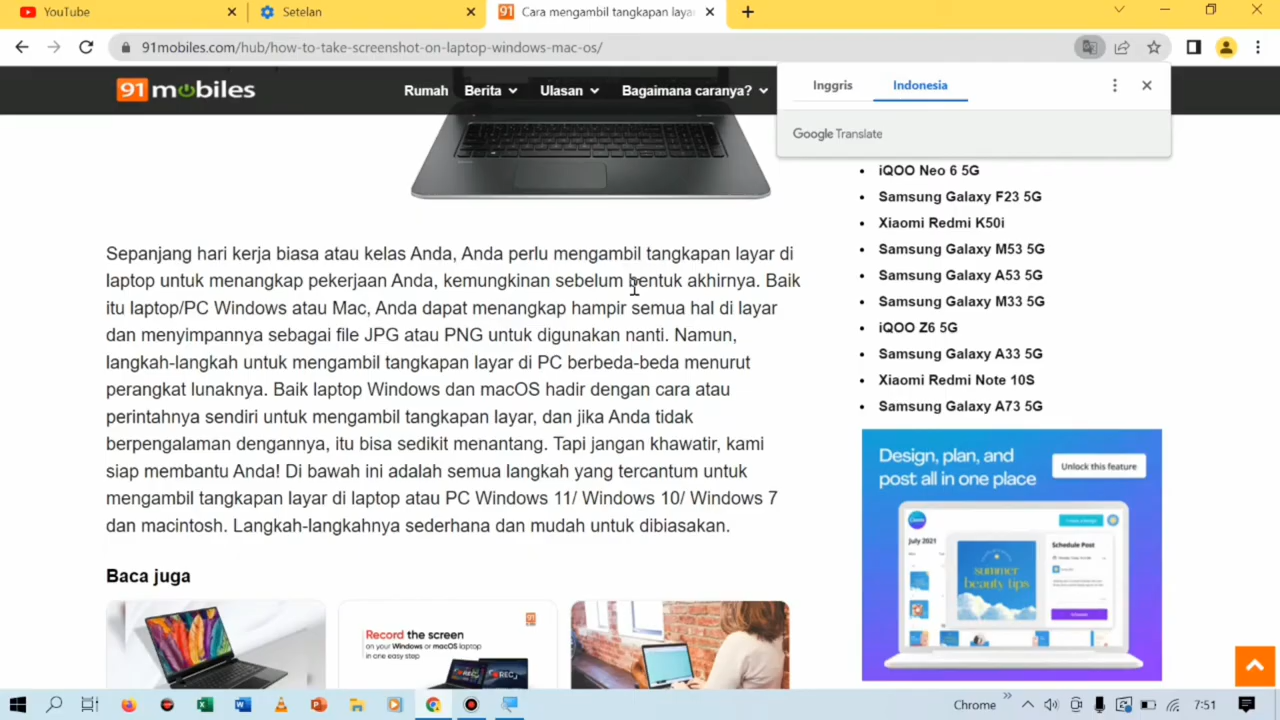 YouTube
Setelan
Cara mengambil tangkapan laya
91mobiles.com/hub/how-to-take-screenshot-on-laptop-windows-mac-os/
91mobiles
Rumah Berita Ulasan Bagaimana caranya?
Inggris Indonesia
Google Translate
Sepanjang hari kerja biasa atau kelas Anda, Anda perlu mengambil tangkapan layar di
laptop untuk menangkap pekerjaan Anda, kemungkinan sebelum bentuk akhirnya. Baik
itu laptop/PC Windows atau Mac, Anda dapat menangkap hampir semua hal di layar
dan menyimpannya sebagai file JPG atau PNG untuk digunakan nanti. Namun,
langkah-langkah untuk mengambil tangkapan layar di PC berbeda-beda menurut
perangkat lunaknya. Baik laptop Windows dan macOS hadir dengan cara atau
perintahnya sendiri untuk mengambil tangkapan layar, dan jika Anda tidak
berpengalaman dengannya, itu bisa sedikit menantang. Tapi jangan khawatir, kami
siap membantu Anda! Di bawah ini adalah semua langkah yang tercantum untuk
mengambil tangkapan layar di laptop atau PC Windows 11/ Windows 10/ Windows 7
dan macintosh. Langkah-langkahnya sederhana dan mudah untuk dibiasakan.
Baca juga
91
Record the screen
on your Windows or macOS laptop
in one easy step
REC
iQOO Neo 6 5G
Samsung Galaxy F23 5G
Xiaomi Redmi K50i
Samsung Galaxy M53 5G
Samsung Galaxy A53 5G
Samsung Galaxy M33 5G
iQOO Z6 5G
Samsung Galaxy A33 5G
Xiaomi Redmi Note 10S
Samsung Galaxy A73 5G
Design, plan, and
post all in one place
Unlock this feature
July 2021
Schedule Post
summer
beauty tips
Chrome
7:51